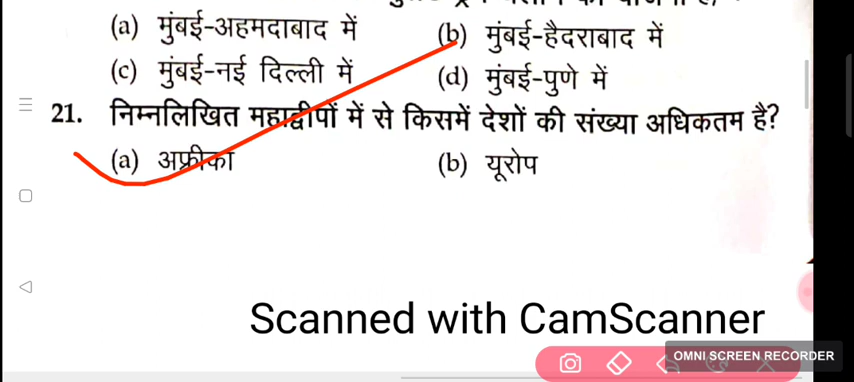 (a) मुंबई-अहमदाबाद में (b) मुंबई-हैदराबाद में
(c) मुंबई-नई दिल्ली में (d) मुंबई-पुणे में
21. निम्नलिखित महाद्वीपों में से किसमें देशों की संख्या अधिकतम है?
(a) अफ्रीका (b) यूरोप
Scanned with CamScanner
OMNI SCREEN RECORDER